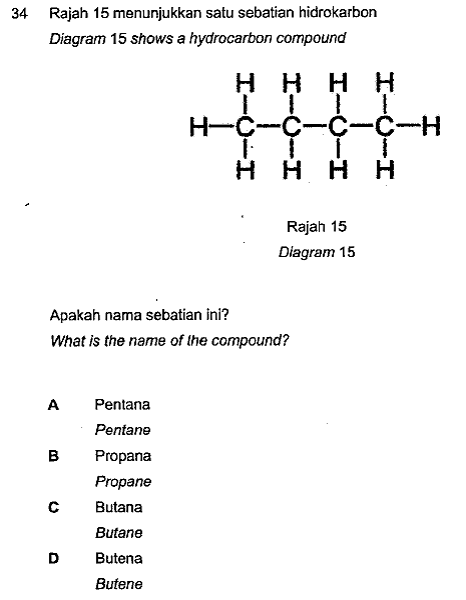 34 Rajah 15 menunjukkan satu sebatian hidrokarbon
Diagram 15 shows a hydrocarbon compound
H H H H
H-C-C-C-C-H
H H H H
Rajah 15
Diagram 15
Apakah nama sebatian ini?
What is the name of the compound?
A Pentana
Pentane
B Propana
Propane
C Butana
Butane
D Butena
Butene